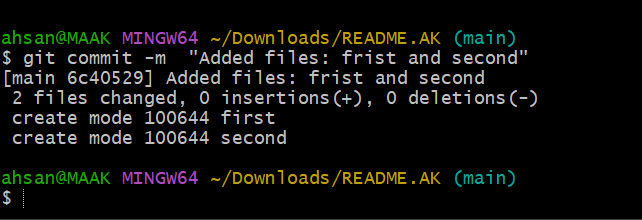 ahsan@MAAK MINGW64 ~/Downloads/README.AK (main)
$ git commit -m  "Added files: frist and second"
[main 6c40529] Added files: frist and second
 2 files changed, 0 insertions(+), 0 deletions(-)
 create mode 100644 first
 create mode 100644 second
ahsan@MAAK MINGW64 ~/Downloads/README.AK (main)
$